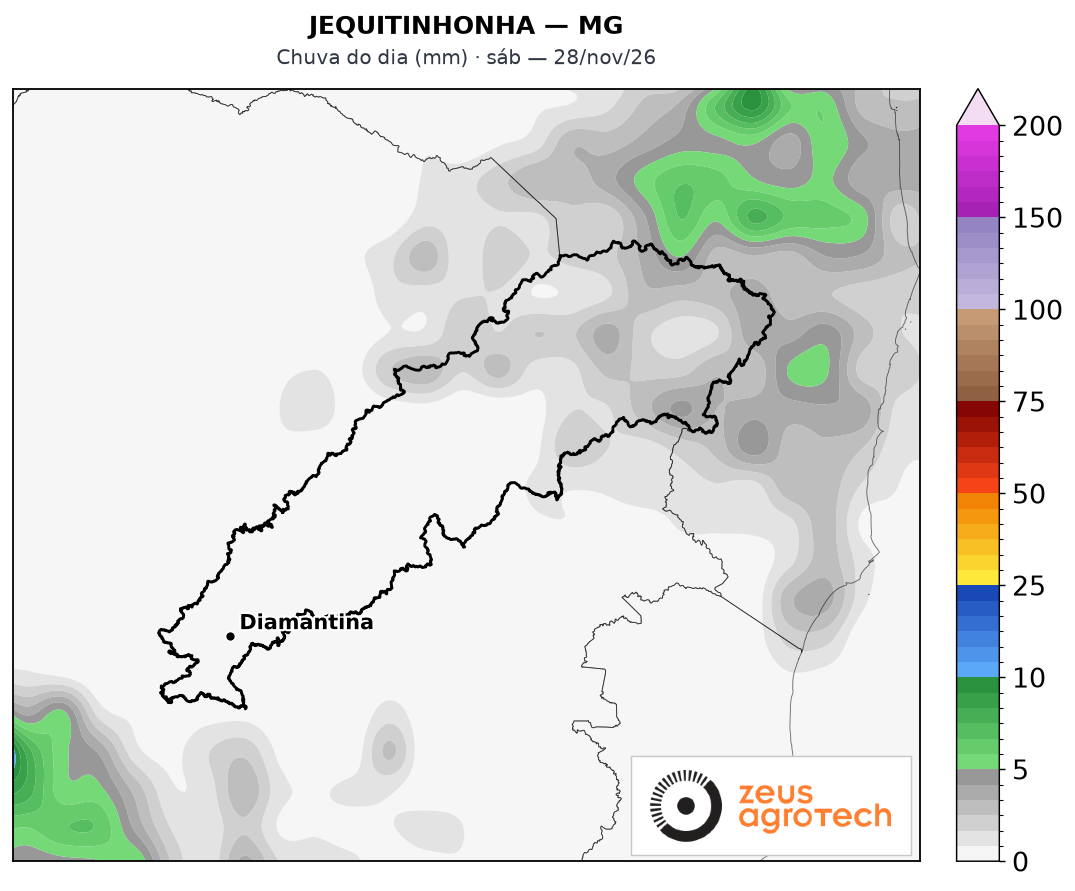 JEQUITINHONHA — MG
Chuva do dia (mm) · sáb — 28/nov/26
200
150
100
75
50
25
10
5
0
Diamantina
zeus
agrotech